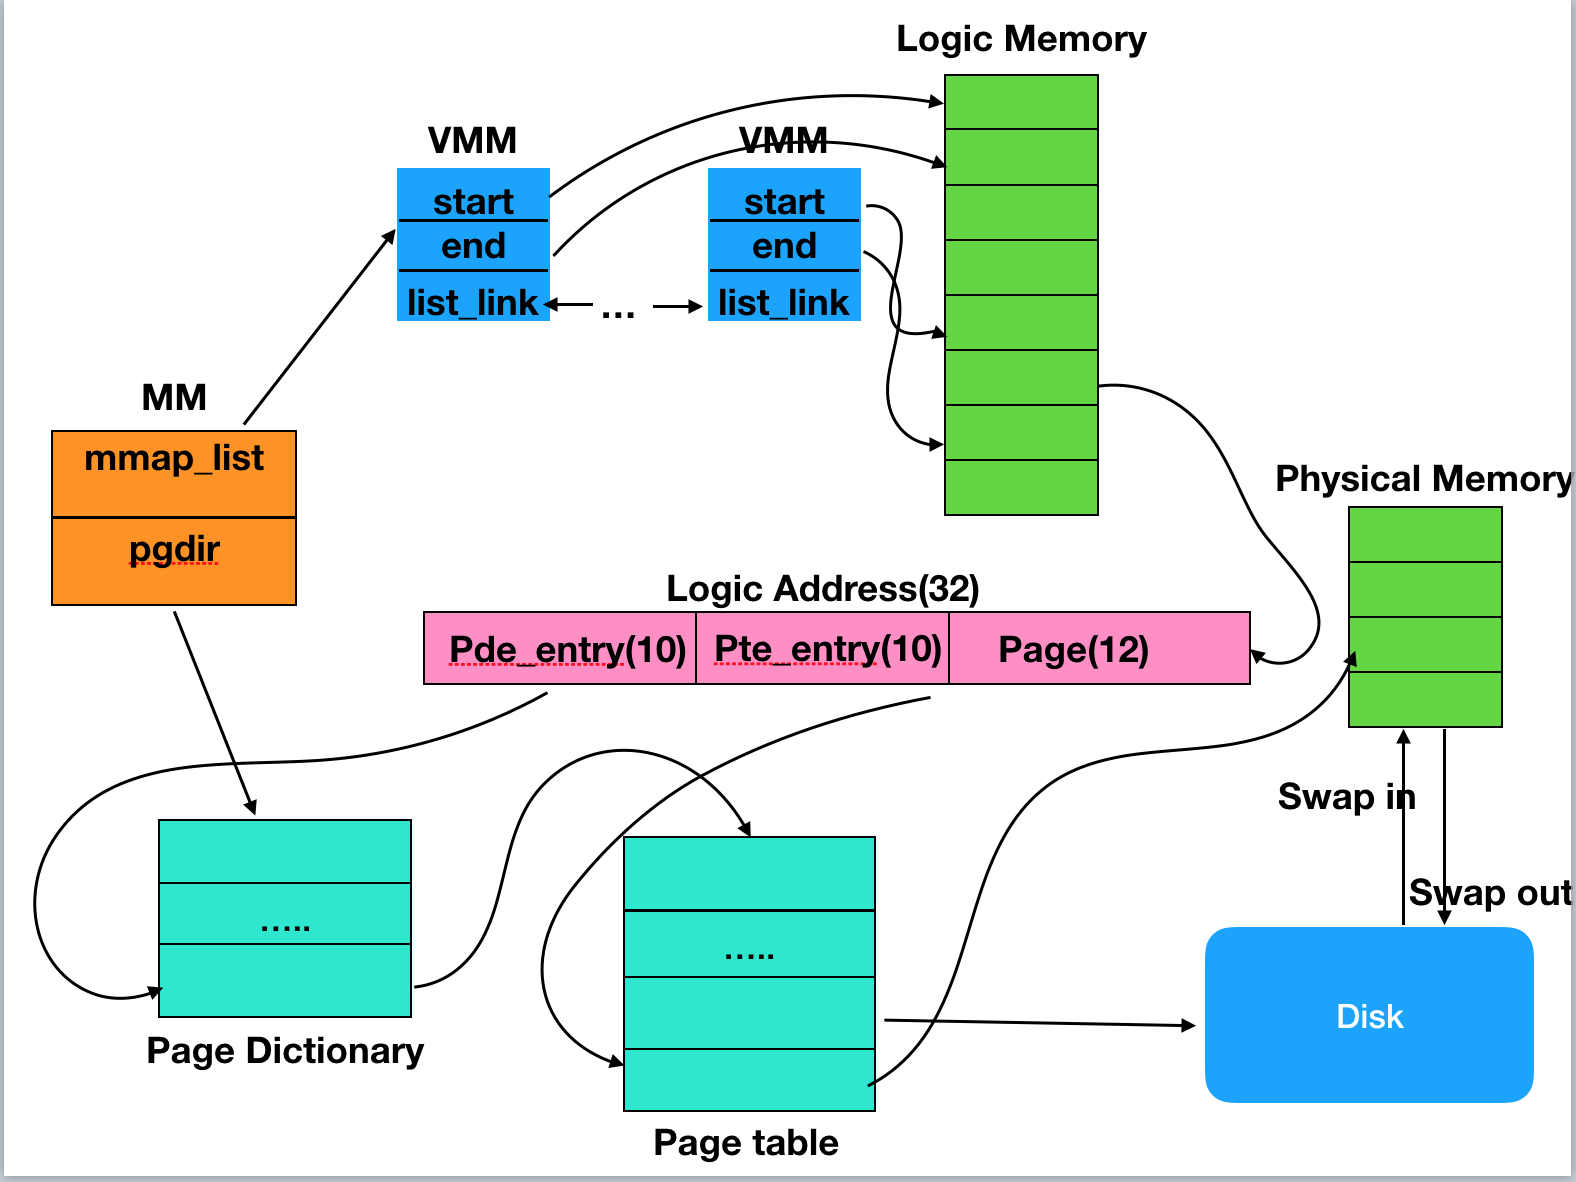 Logic Memory
VMM
VMM
start
end
list_link
...
start
end
list_link
MM
mmap_list
pgdir
Physical Memory
Logic Address(32)
Pde_entry(10)
Pte_entry(10)
Page(12)
Swap in
Swap out
…..
…..
Disk
Page Dictionary
Page table